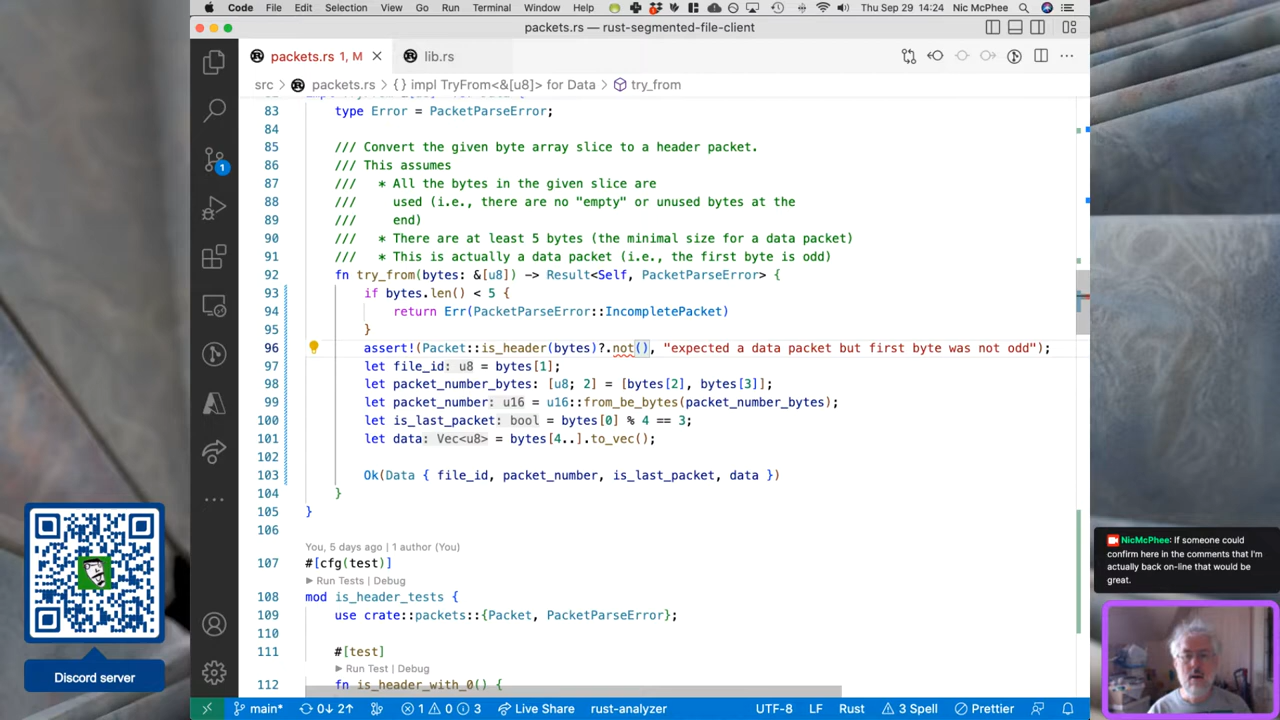 Code File Edit Selection View Go Run Terminal Window Help Thu Sep 29 14:24 Nic McPhee
packets.rs — rust-segmented-file-client
packets.rs 1, M
lib.rs
src > packets.rs > {} impl TryFrom<&[u8]> for Data > try_from
83 type Error = PacketParseError;
84
85 /// Convert the given byte array slice to a header packet.
86 /// This assumes
87 /// * All the bytes in the given slice are
88 /// used (i.e., there are no "empty" or unused bytes at the
89 /// end)
90 /// * There are at least 5 bytes (the minimal size for a data packet)
91 /// * This is actually a data packet (i.e., the first byte is odd)
92 fn try_from(bytes: &[u8]) -> Result<Self, PacketParseError> {
93 if bytes.len() < 5 {
94 return Err(PacketParseError::IncompletePacket)
95 }
96 assert!(Packet::is_header(bytes)?.not(), "expected a data packet but first byte was not odd");
97 let file_id: u8 = bytes[1];
98 let packet_number_bytes: [u8; 2] = [bytes[2], bytes[3]];
99 let packet_number: u16 = u16::from_be_bytes(packet_number_bytes);
100 let is_last_packet: bool = bytes[0] % 4 == 3;
101 let data: Vec<u8> = bytes[4..].to_vec();
102
103 Ok(Data { file_id, packet_number, is_last_packet, data })
104 }
105 }
106
You, 5 days ago | 1 author (You)
107 #[cfg(test)]
▶ Run Tests | Debug
108 mod is_header_tests {
109 use crate::packets::{Packet, PacketParseError};
110
111 #[test]
▶ Run Test | Debug
112 fn is_header_with_0() {
1
Discord server
NicMcPhee: If someone could
confirm here in the comments that I'm
actually back on-line that would be
great.
main* 0↓ 2↑ 1 0 3 Live Share rust-analyzer UTF-8 LF Rust 3 Spell Prettier